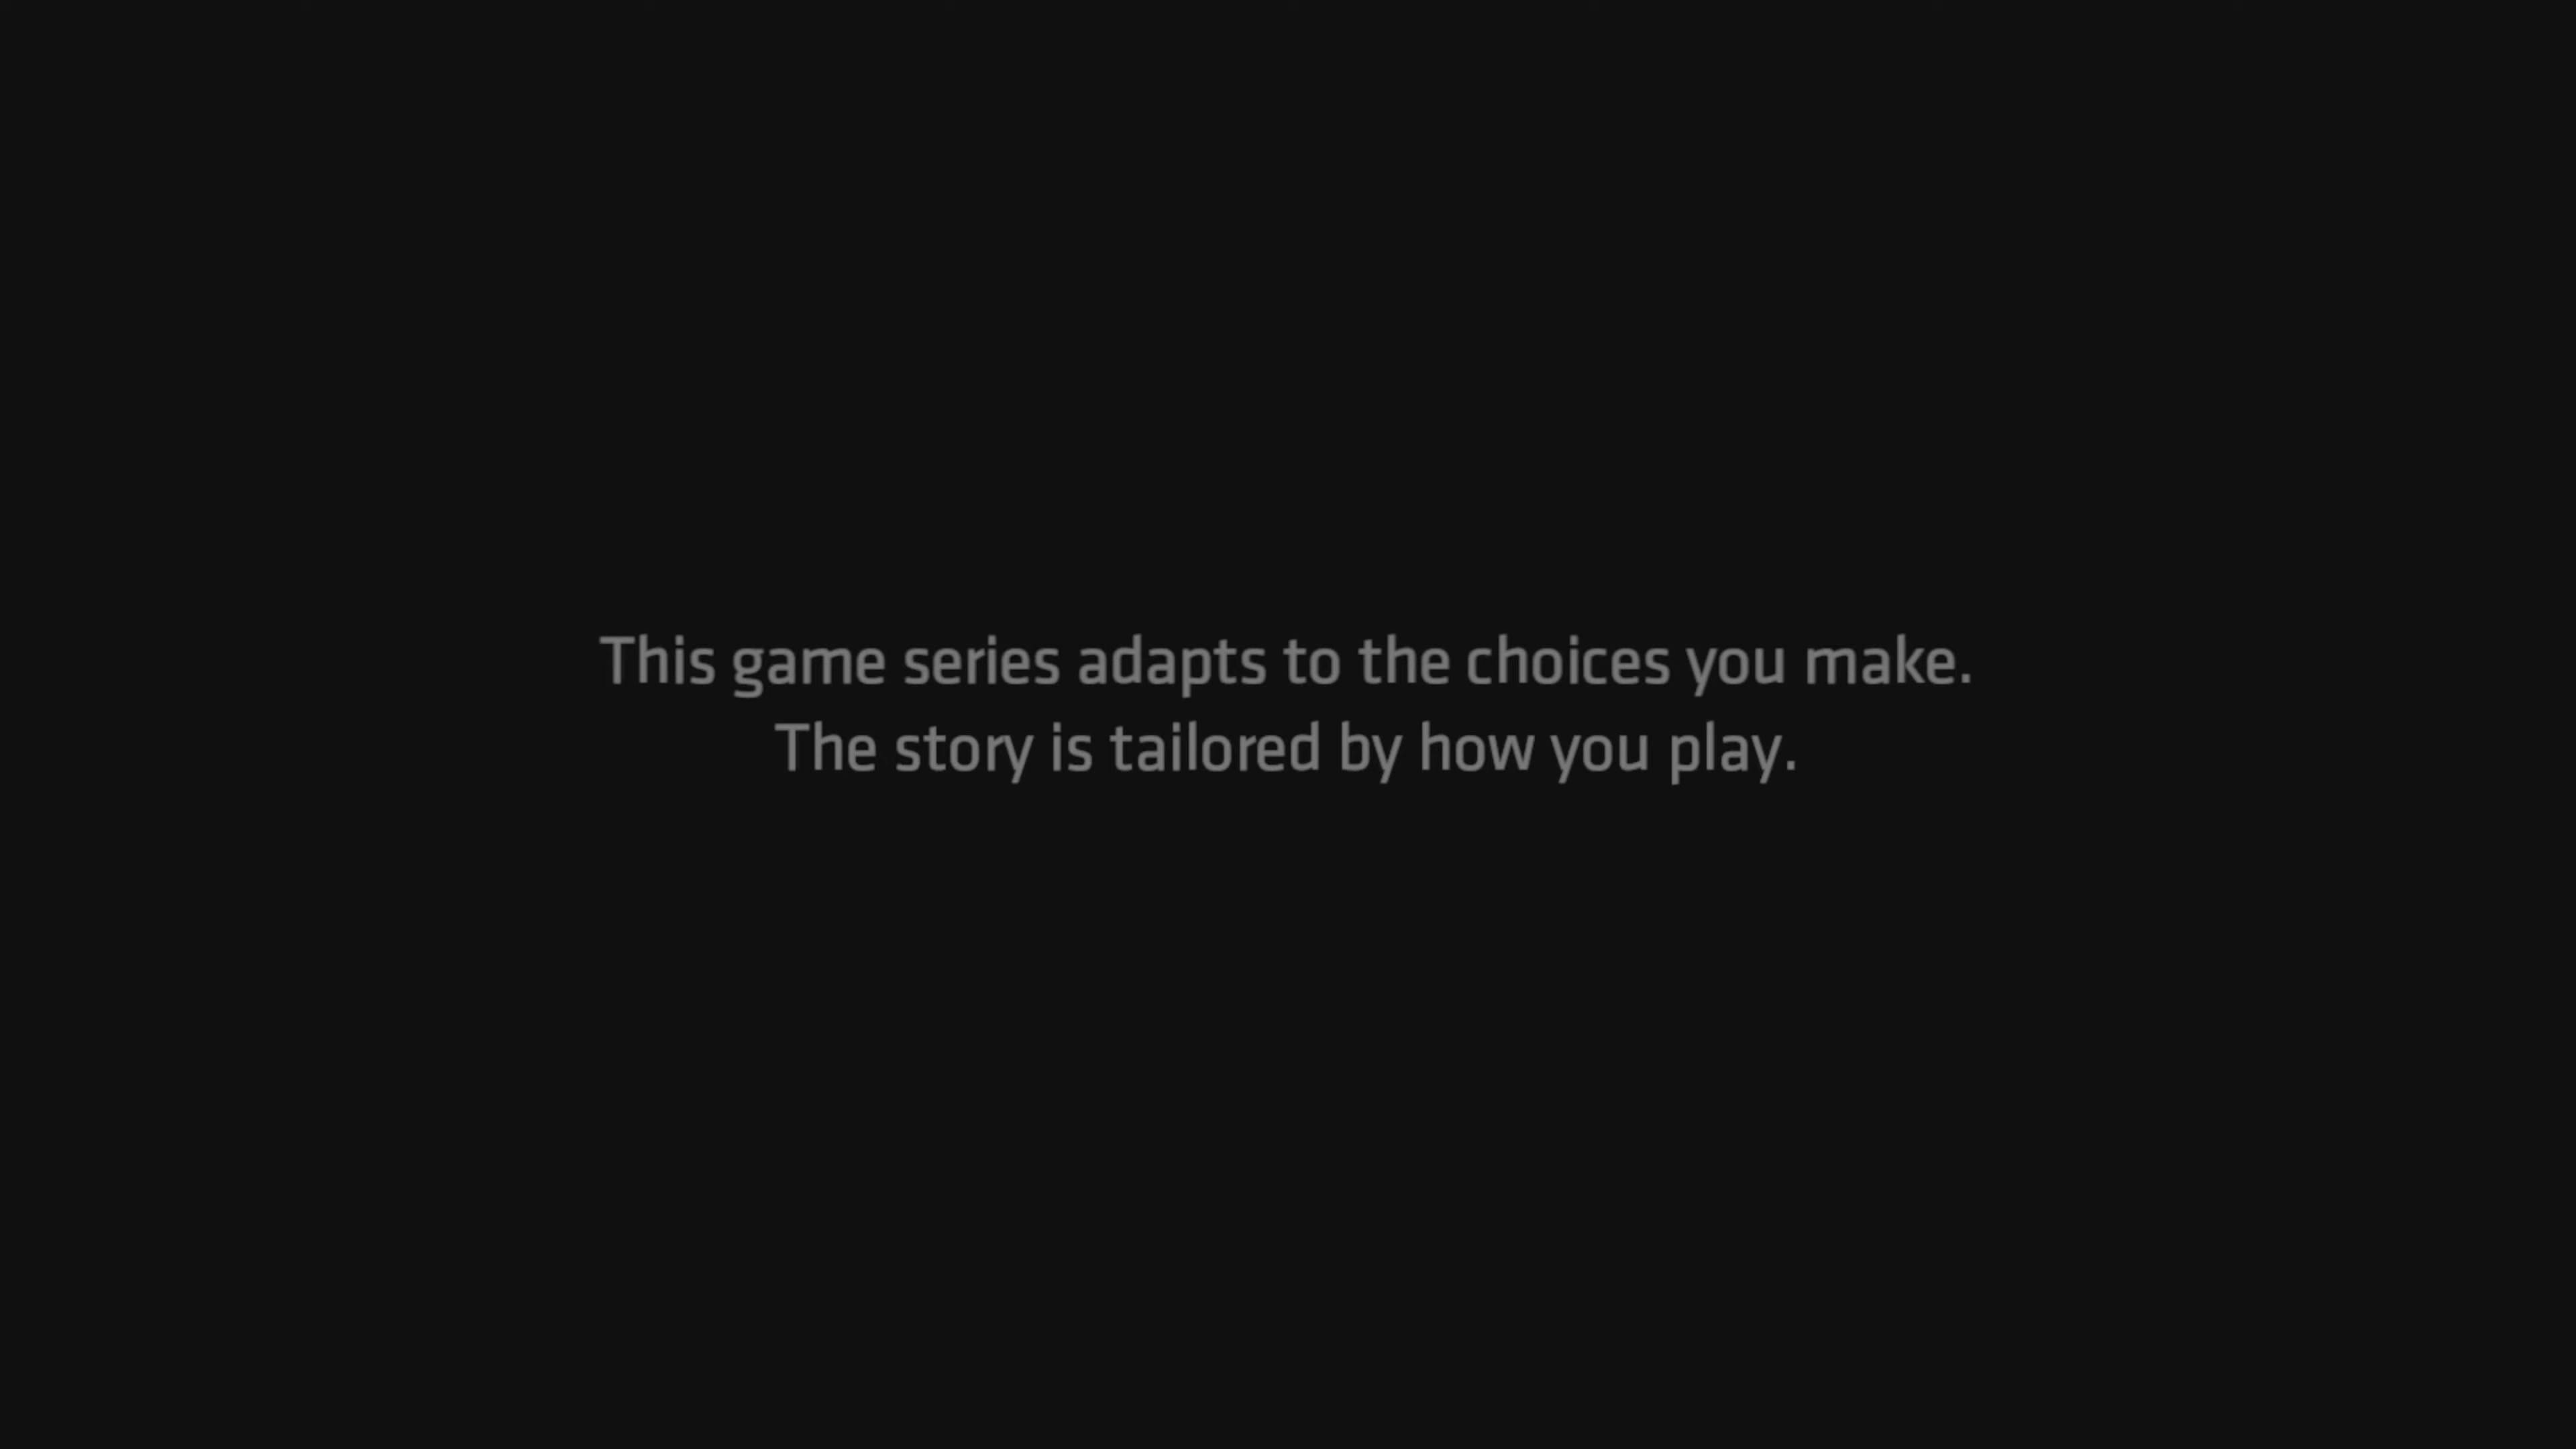 This game series adapts to the choices you make.
The story is tailored by how you play.